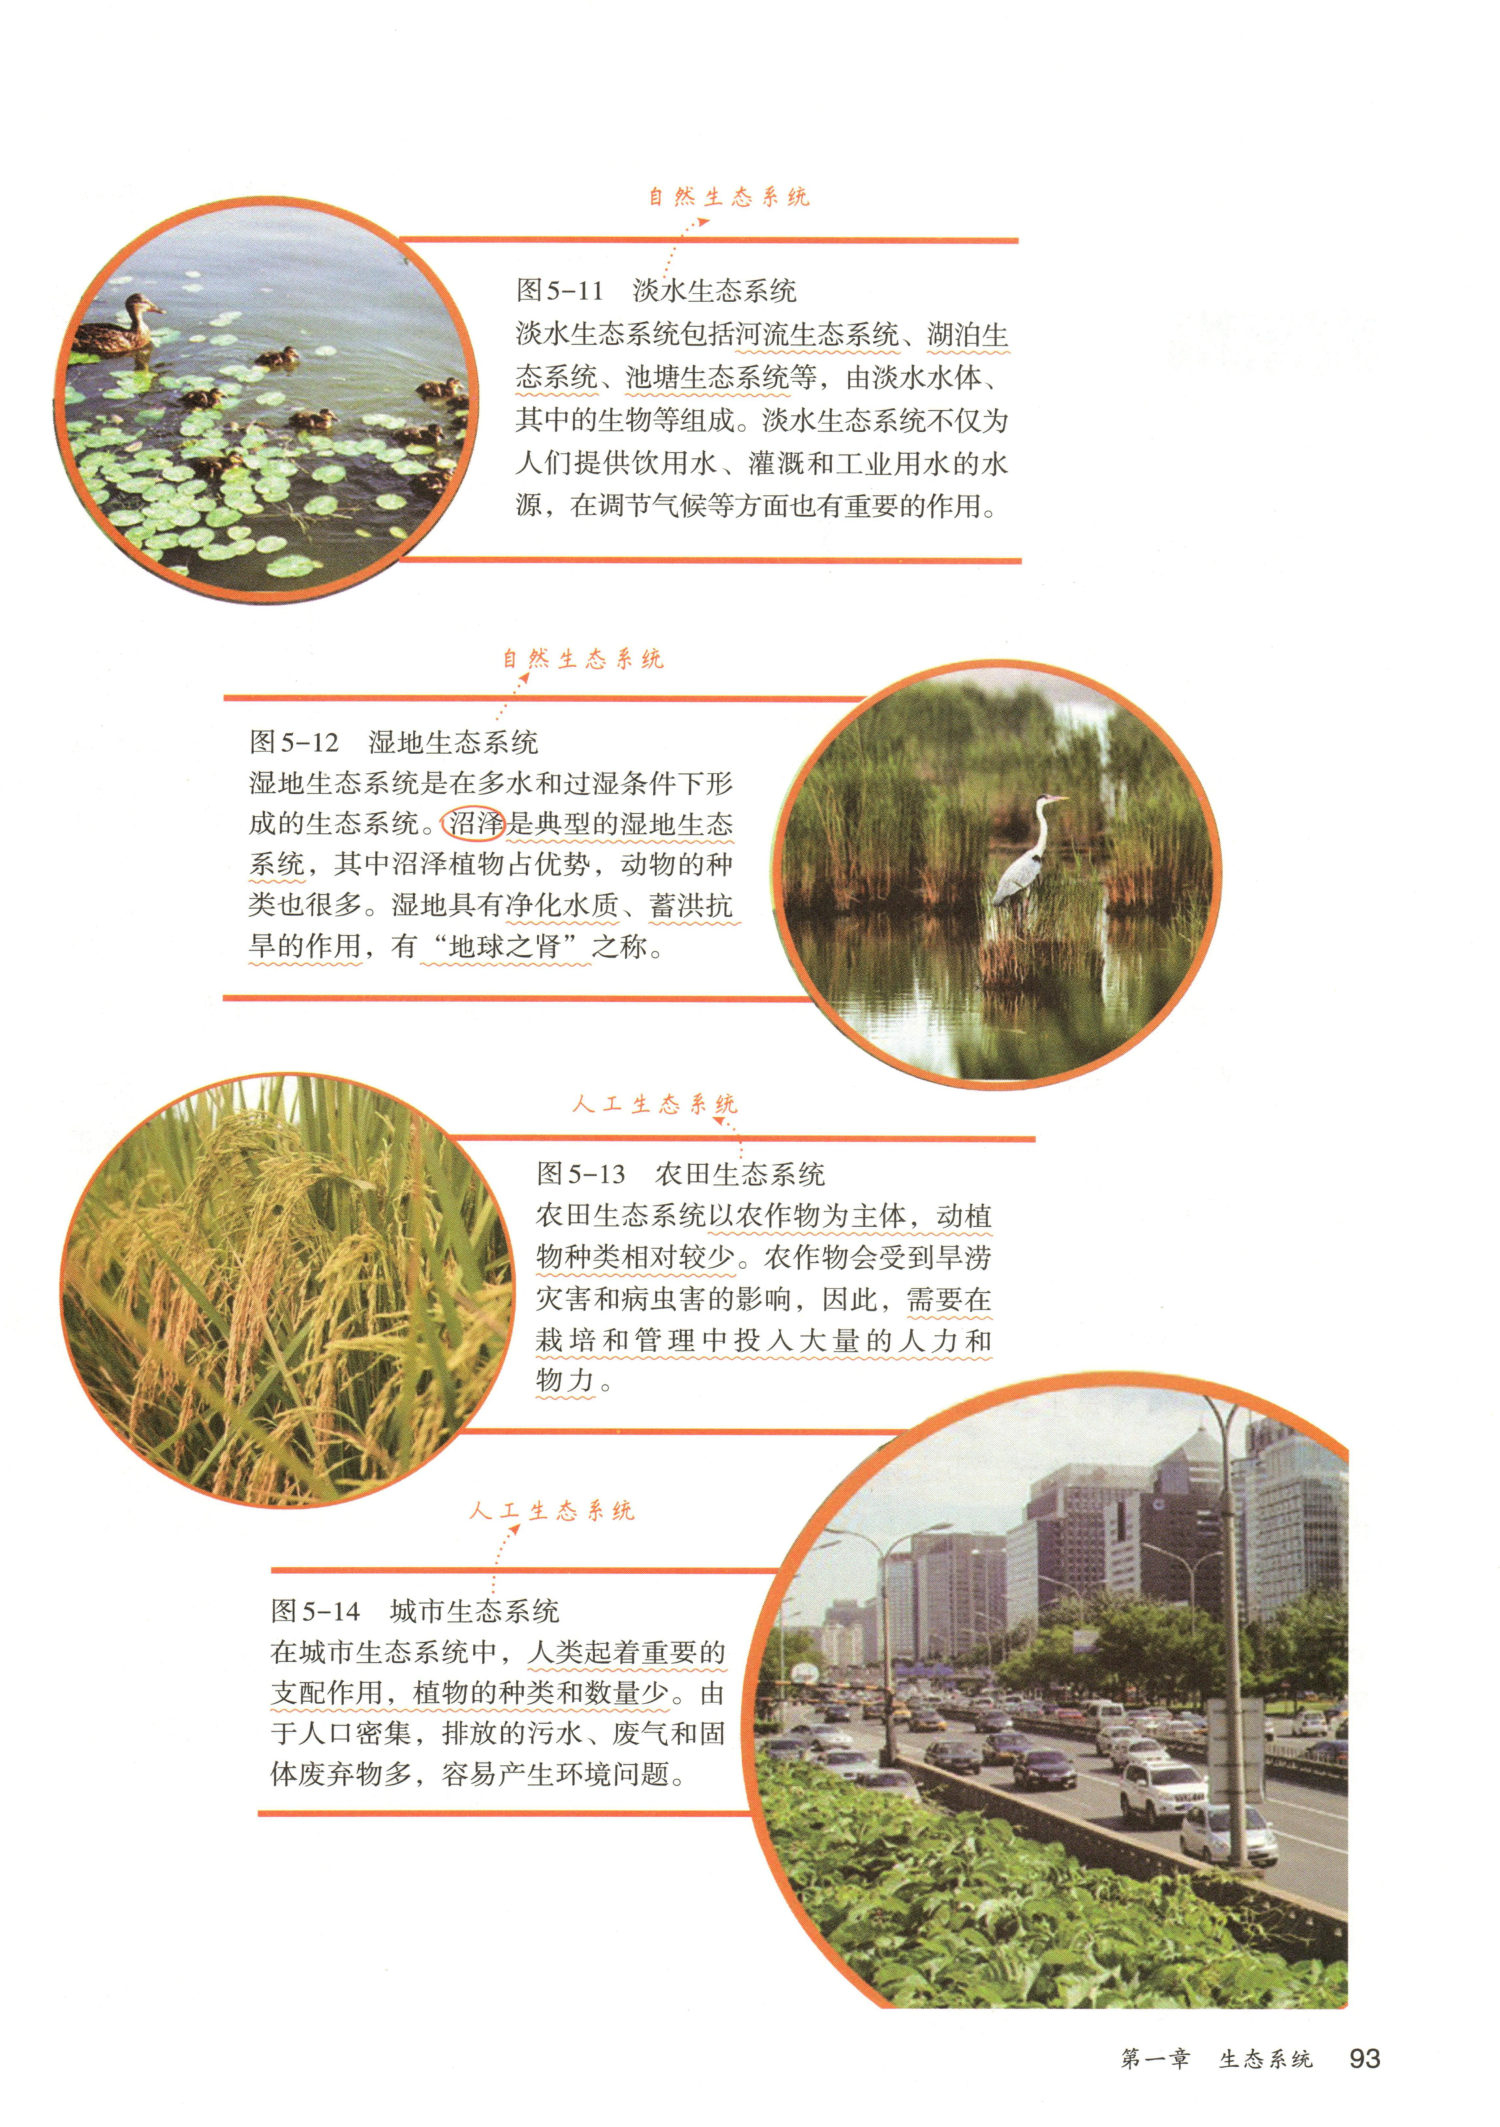 自然生态系统
图5-11 淡水生态系统
淡水生态系统包括河流生态系统、湖泊生
态系统、池塘生态系统等，由淡水水体、
其中的生物等组成。淡水生态系统不仅为
人们提供饮用水、灌溉和工业用水的水
源，在调节气候等方面也有重要的作用。
自然生态系统
图5-12 湿地生态系统
湿地生态系统是在多水和过湿条件下形
成的生态系统。沼泽是典型的湿地生态
系统，其中沼泽植物占优势，动物的种
类也很多。湿地具有净化水质、蓄洪抗
旱的作用，有“地球之肾”之称。
人工生态系统
图5-13 农田生态系统
农田生态系统以农作物为主体，动植
物种类相对较少。农作物会受到旱涝
灾害和病虫害的影响，因此，需要在
栽培和管理中投入大量的人力和
物力。
人工生态系统
图5-14 城市生态系统
在城市生态系统中，人类起着重要的
支配作用，植物的种类和数量少。由
于人口密集，排放的污水、废气和固
体废弃物多，容易产生环境问题。
第一章 生态系统 93